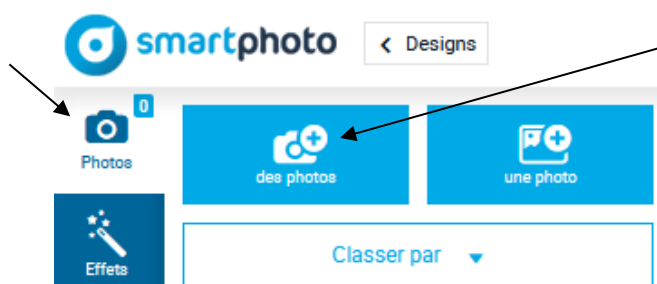 smartphoto
Designs
0
Photos
des photos
une photo
Effets
Classer par